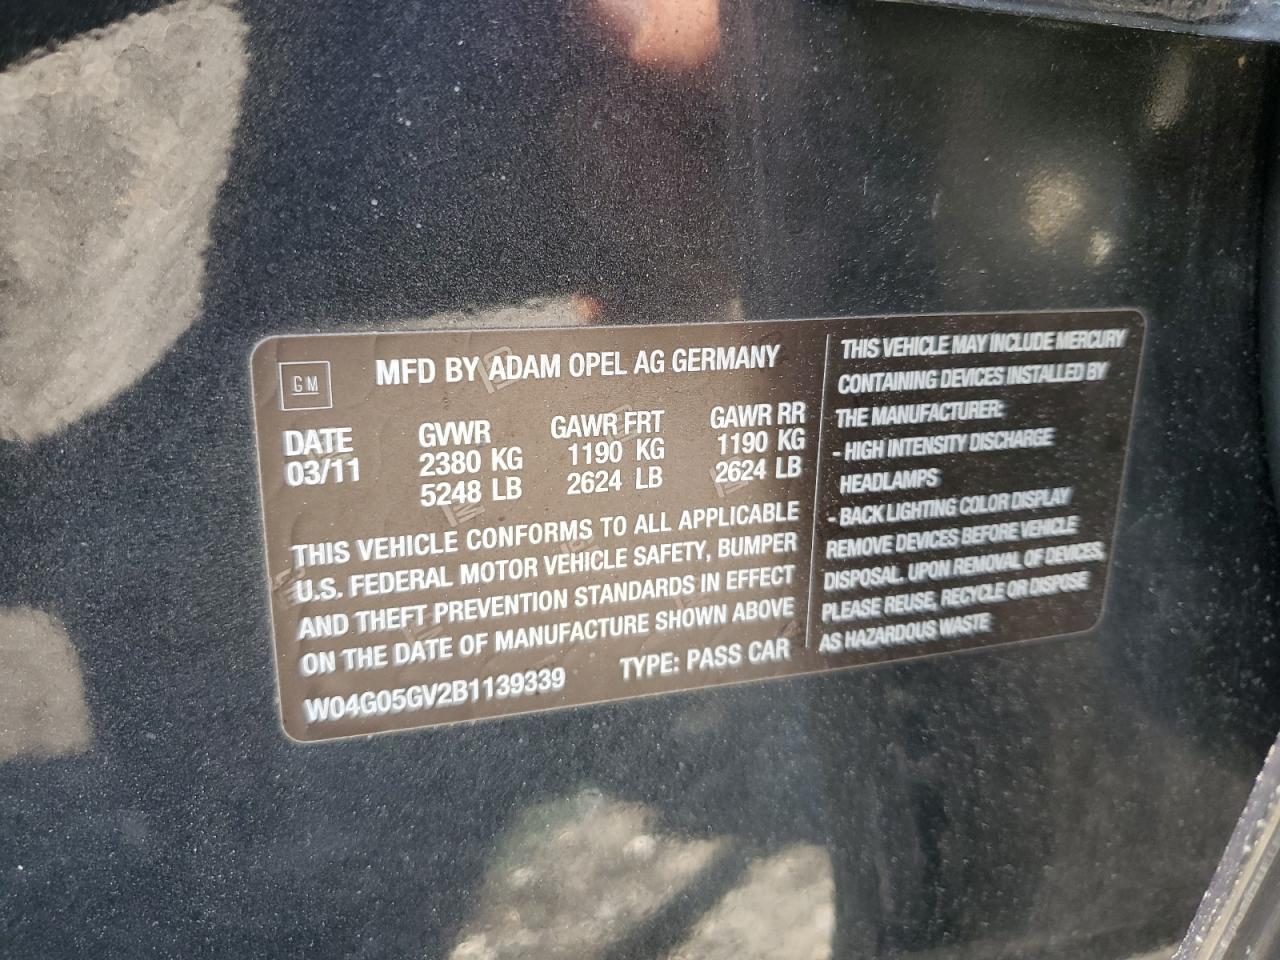 GM
MFD BY ADAM OPEL AG GERMANY
DATE GVWR GAWR FRT GAWR RR
03/11 2380 KG 1190 KG 1190 KG
5248 LB 2624 LB 2624 LB
THIS VEHICLE CONFORMS TO ALL APPLICABLE
U.S. FEDERAL MOTOR VEHICLE SAFETY, BUMPER
AND THEFT PREVENTION STANDARDS IN EFFECT
ON THE DATE OF MANUFACTURE SHOWN ABOVE
W04G05GV2B1139339 TYPE: PASS CAR
THIS VEHICLE MAY INCLUDE MERCURY
CONTAINING DEVICES INSTALLED BY
THE MANUFACTURER:
- HIGH INTENSITY DISCHARGE
HEADLAMPS
- BACK LIGHTING COLOR DISPLAY
REMOVE DEVICES BEFORE VEHICLE
DISPOSAL. UPON REMOVAL OF DEVICES,
PLEASE REUSE, RECYCLE OR DISPOSE
AS HAZARDOUS WASTE